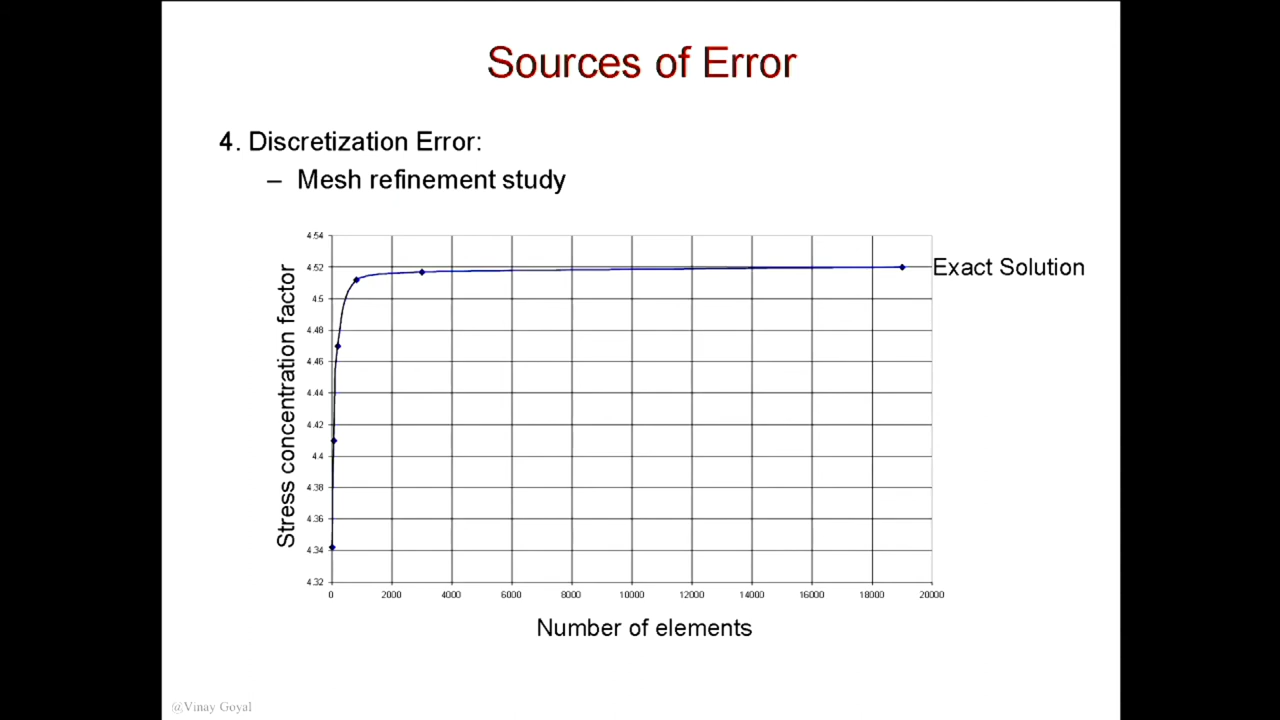 Sources of Error
4. Discretization Error:
– Mesh refinement study
4.54
4.52
4.5
4.48
4.46
4.44
4.42
4.4
4.38
4.36
4.34
4.32
Stress concentration factor
Exact Solution
0 2000 4000 6000 8000 10000 12000 14000 16000 18000 20000
Number of elements
@Vinay Goyal